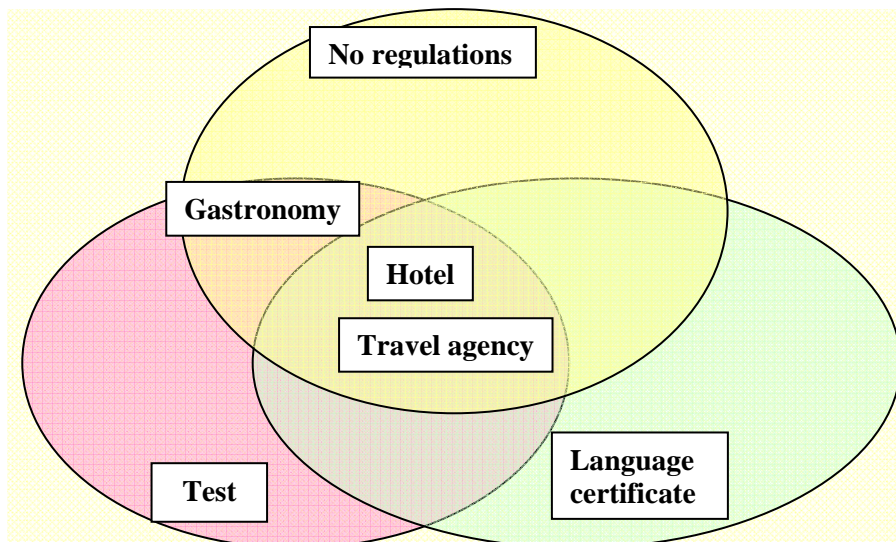 No regulations
Gastronomy
Hotel
Travel agency
Test
Language
certificate